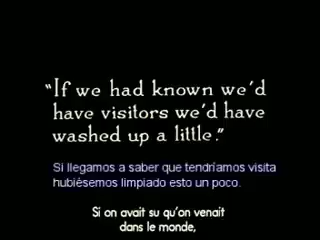 "If we had known we'd
have visitors we'd have
washed up a little."
Si llegamos a saber que tendríamos visita
hubiésemos limpiado esto un poco.
Si on avait su qu'on venait
dans le monde,